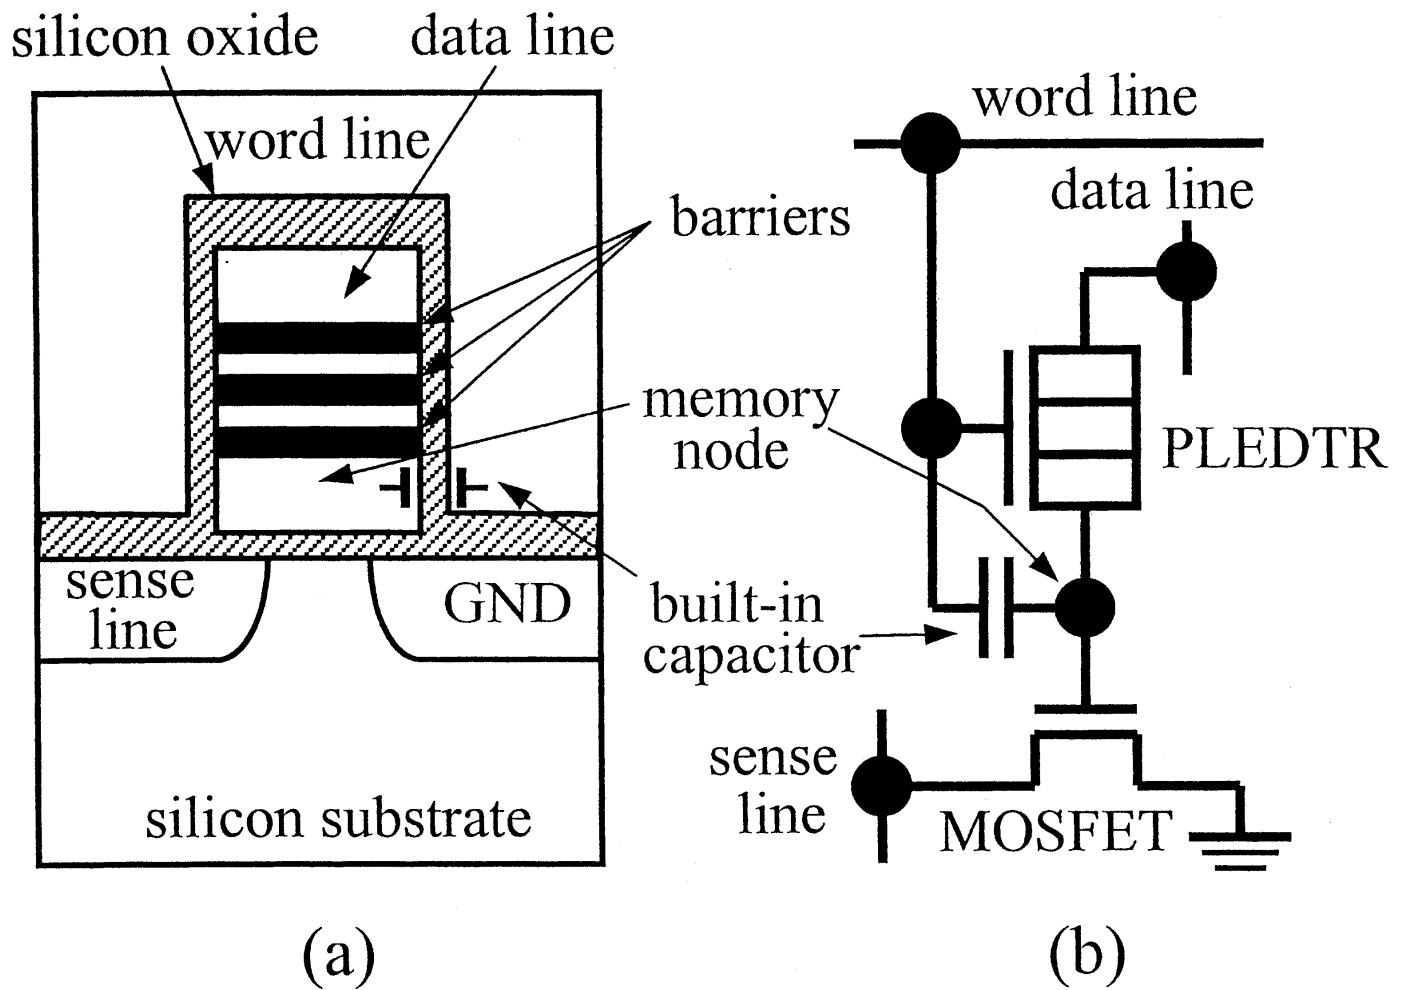 silicon oxide
data line
word line
barriers
memory
node
sense
line
GND
built-in
capacitor
silicon substrate
(a)
word line
data line
PLEDTR
sense
line
MOSFET
(b)